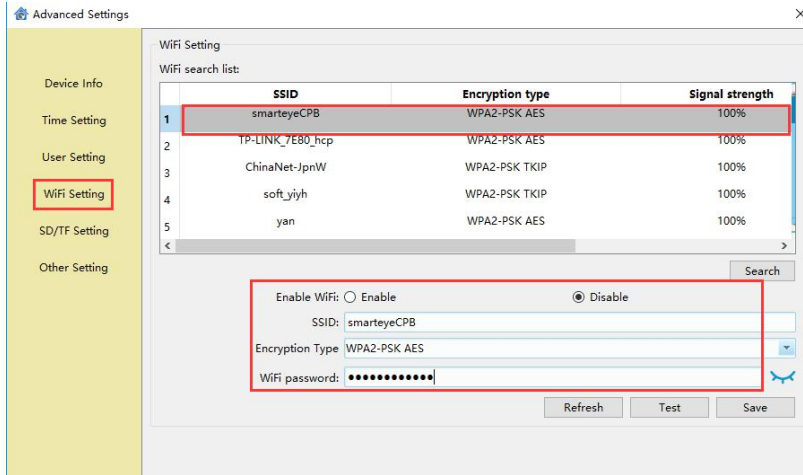 Advanced Settings
WiFi Setting
WiFi search list:
Device Info
Time Setting
User Setting
WiFi Setting
SD/TF Setting
Other Setting
SSID Encryption type Signal strength
1 smarteyeCPB WPA2-PSK AES 100%
2 TP-LINK_7E80_hcp WPA2-PSK AES 100%
3 ChinaNet-JpnW WPA2-PSK TKIP 100%
4 soft_yiyh WPA2-PSK TKIP 100%
5 yan WPA2-PSK AES 100%
Search
Enable WiFi: Enable Disable
SSID: smarteyeCPB
Encryption Type WPA2-PSK AES
WiFi password: ●●●●●●●●●●●●
Refresh Test Save